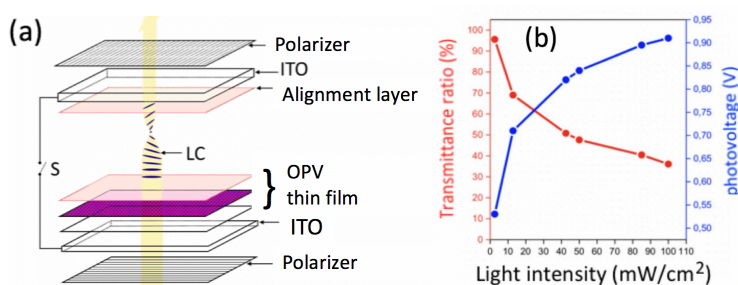 (a)
Polarizer
ITO
Alignment layer
LC
S
OPV
thin film
ITO
Polarizer
(b)
Transmittance ratio (%)
100
90
80
70
60
50
40
30
20
10
0
0 10 20 30 40 50 60 70 80 90 100 110
Light intensity (mW/cm²)
0,95
0,90
0,85
0,80
0,75
0,70
0,65
0,60
0,55
0,50
photovoltage (V)